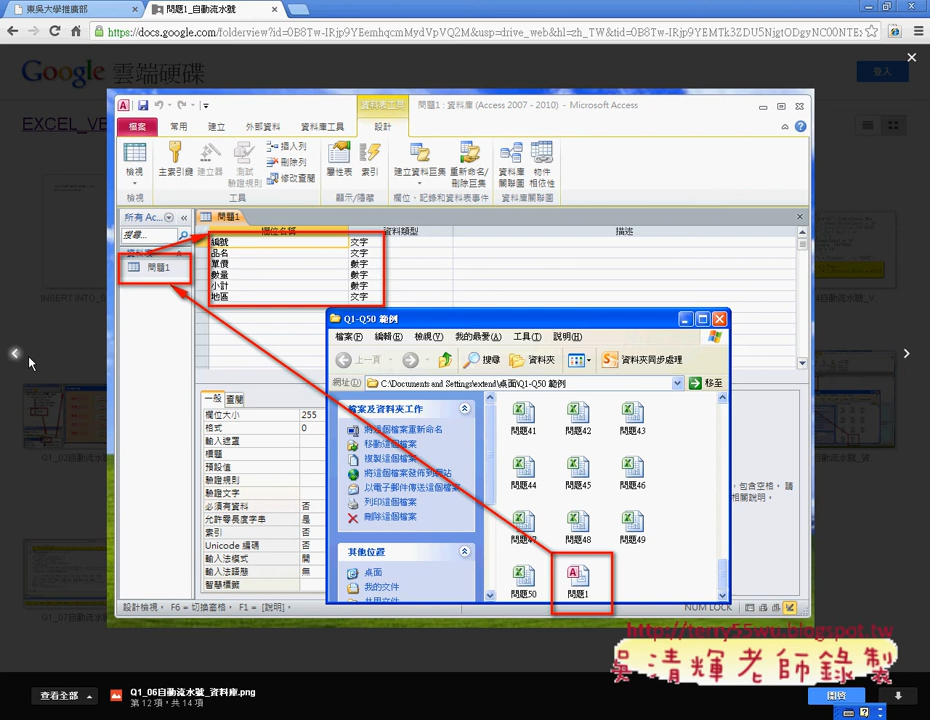 東吳大學推廣部
問題1_自動流水號
https://docs.google.com/folderview?id=0B8Tw-IRjp9YEemhqcmMydVpVQ2M&usp=drive_web&hl=zh_TW&tid=0B8Tw-IRjp9YEMTk3ZDU5NjgtODgyNC00NTEx
Google 雲端硬碟
登入
EXCEL_VE
資料表工具
問題1 : 資料庫 (Access 2007 - 2010) - Microsoft Access
檔案 常用 建立 外部資料 資料庫工具 設計
檢視 主索引鍵 建立器 測試驗證規則 插入列 刪除列 修改查閱 屬性表 索引 建立資料巨集 重新命名/刪除巨集 資料庫關聯圖 物件相依性
檢視 工具 顯示/隱藏 欄位、記錄和資料表事件 資料庫關聯圖
所有 Ac... 問題1
搜尋... 欄位名稱 資料類型 描述
問題1
編號 文字
品名 文字
單價 數字
數量 數字
小計 數字
地區 文字
INSERT INTO_
Q1-Q50 範例
檔案(F) 編輯(E) 檢視(V) 我的最愛(A) 工具(T) 說明(H)
上一頁 搜尋 資料夾 資料夾同步處理
網址(D) C:\Documents and Settings\extend\桌面\Q1-Q50 範例 移至
檔案及資料夾工作
將這個檔案重新命名
移動這個檔案
複製這個檔案
將這個檔案發佈到網站
以電子郵件傳送這個檔案
列印這個檔案
刪除這個檔案
其他位置
桌面
我的文件
問題41 問題42 問題43
問題44 問題45 問題46
問題47 問題48 問題49
問題50 問題1
一般 查閱
欄位大小 255
格式 0
輸入遮罩
標題
預設值
驗證規則
驗證文字
必須有資料 否
允許零長度字串 是
索引 否
Unicode 編碼 否
輸入法模式 開
輸入法語態 無
智慧標籤
，包含空格。請
相關說明。
設計檢視。 F6 = 切換窗格。 F1 = [說明]。
NUM LOCK
http://terry55wu.blogspot.tw
吳清輝老師錄製
查看全部
Q1_06自動流水號_資料庫.png
第 12 項，共 14 項
開啟